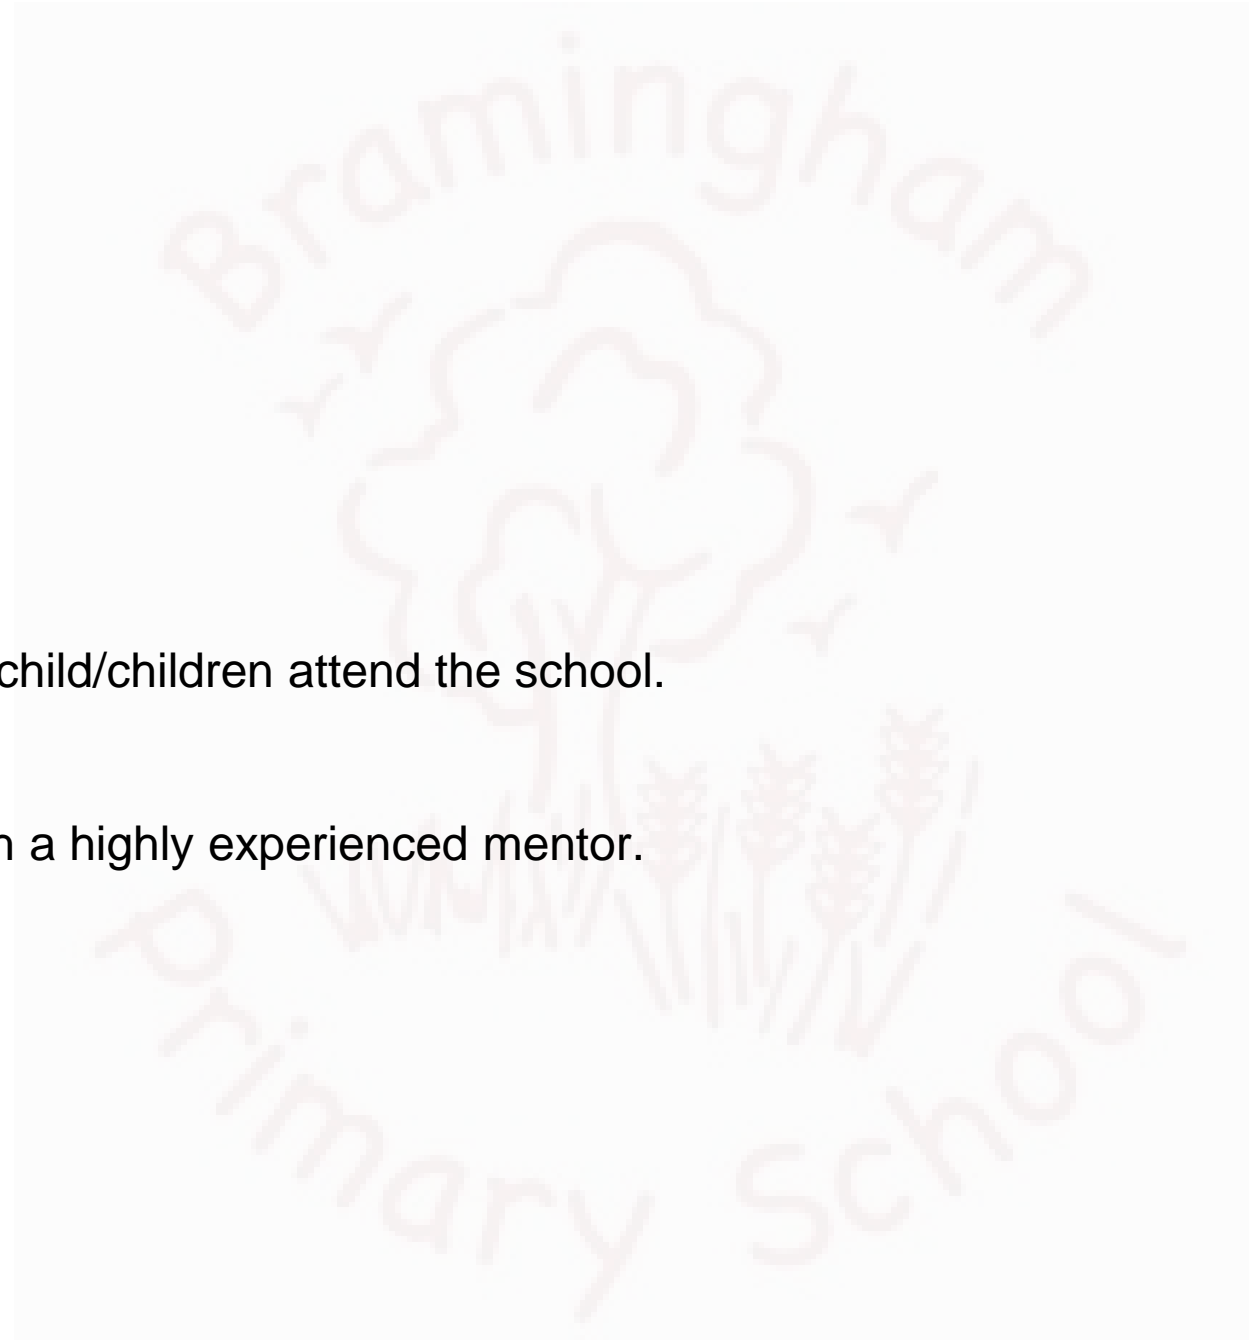 Bramingham
child/children attend the school.
a highly experienced mentor.
Primary School